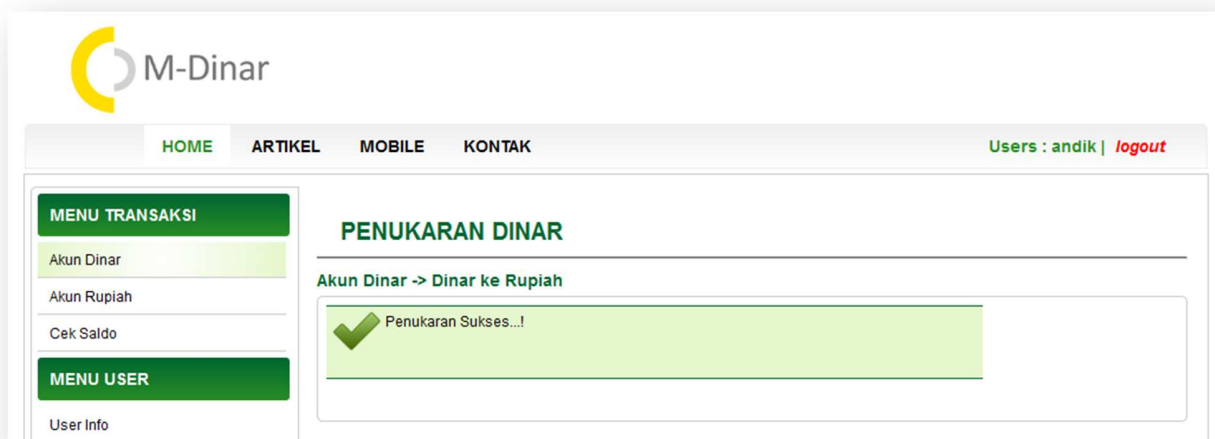 M-Dinar
HOME ARTIKEL MOBILE KONTAK Users : andik | logout
MENU TRANSAKSI
Akun Dinar
Akun Rupiah
Cek Saldo
MENU USER
User Info
PENUKARAN DINAR
Akun Dinar -> Dinar ke Rupiah
Penukaran Sukses...!